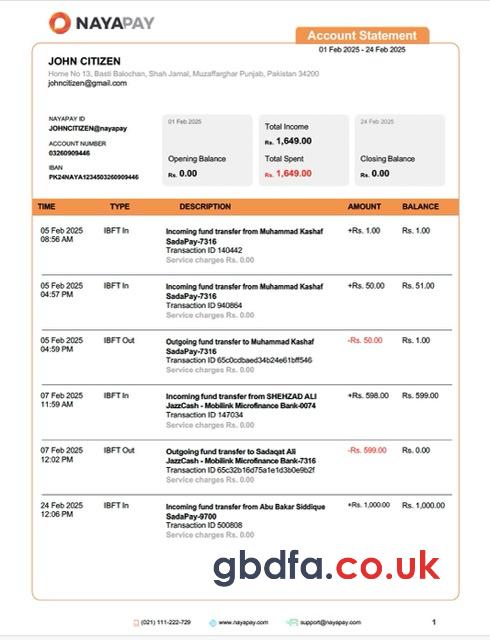 NAYAPAY
Account Statement
01 Feb 2025 - 24 Feb 2025
JOHN CITIZEN
Home No 13, Basti Balochan, Shah Jamal, Muzaffarghar Punjab, Pakistan 34200
johncitizen@gmail.com
NAYAPAY ID
JOHNCITIZEN@nayapay
ACCOUNT NUMBER
03260909446
IBAN
PK24NAYA1234503260909446
01 Feb 2025
Opening Balance
Rs. 0.00
Total Income
Rs. 1,649.00
Total Spent
Rs. 1,649.00
24 Feb 2025
Closing Balance
Rs. 0.00
TIME TYPE DESCRIPTION AMOUNT BALANCE
05 Feb 2025 IBFT In Incoming fund transfer from Muhammad Kashaf +Rs. 1.00 Rs. 1.00
08:56 AM SadaPay-7316
Transaction ID 140442
Service charges Rs. 0.00
05 Feb 2025 IBFT In Incoming fund transfer from Muhammad Kashaf +Rs. 50.00 Rs. 51.00
04:57 PM SadaPay-7316
Transaction ID 940864
Service charges Rs. 0.00
05 Feb 2025 IBFT Out Outgoing fund transfer to Muhammad Kashaf -Rs. 50.00 Rs. 1.00
04:59 PM SadaPay-7316
Transaction ID 65c0cdbaed34b24e61bff546
Service charges Rs. 0.00
07 Feb 2025 IBFT In Incoming fund transfer from SHEHZAD ALI +Rs. 598.00 Rs. 599.00
11:59 AM JazzCash - Mobilink Microfinance Bank-0074
Transaction ID 147034
Service charges Rs. 0.00
07 Feb 2025 IBFT Out Outgoing fund transfer to Sadaqat Ali -Rs. 599.00 Rs. 0.00
12:02 PM JazzCash - Mobilink Microfinance Bank-7316
Transaction ID 65c32b16d75a1e1d3b0e9b2f
Service charges Rs. 0.00
24 Feb 2025 IBFT In Incoming fund transfer from Abu Bakar Siddique +Rs. 1,000.00 Rs. 1,000.00
12:06 PM SadaPay-9700
Transaction ID 500808
Service charges Rs. 0.00
gbdfa.co.uk
(021) 111-222-729 www.nayapay.com support@nayapay.com 1